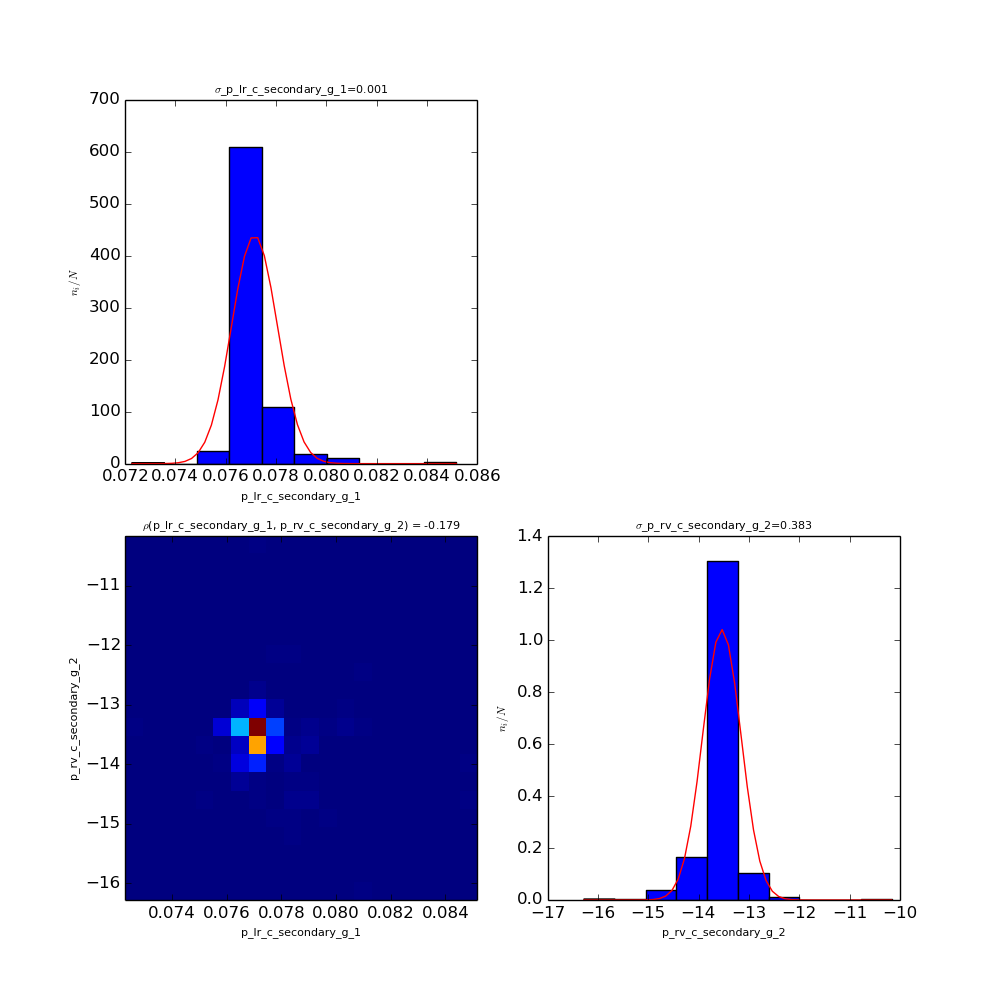 σ_p_lr_c_secondary_g_1=0.001
700
600
500
400
300
200
100
0
n_i/N
0.072 0.074 0.076 0.078 0.080 0.082 0.084 0.086
p_lr_c_secondary_g_1
ρ(p_lr_c_secondary_g_1, p_rv_c_secondary_g_2) = -0.179
−11
−12
−13
−14
−15
−16
p_rv_c_secondary_g_2
0.074 0.076 0.078 0.080 0.082 0.084
p_lr_c_secondary_g_1
σ_p_rv_c_secondary_g_2=0.383
1.4
1.2
1.0
0.8
0.6
0.4
0.2
0.0
n_i/N
−17 −16 −15 −14 −13 −12 −11 −10
p_rv_c_secondary_g_2